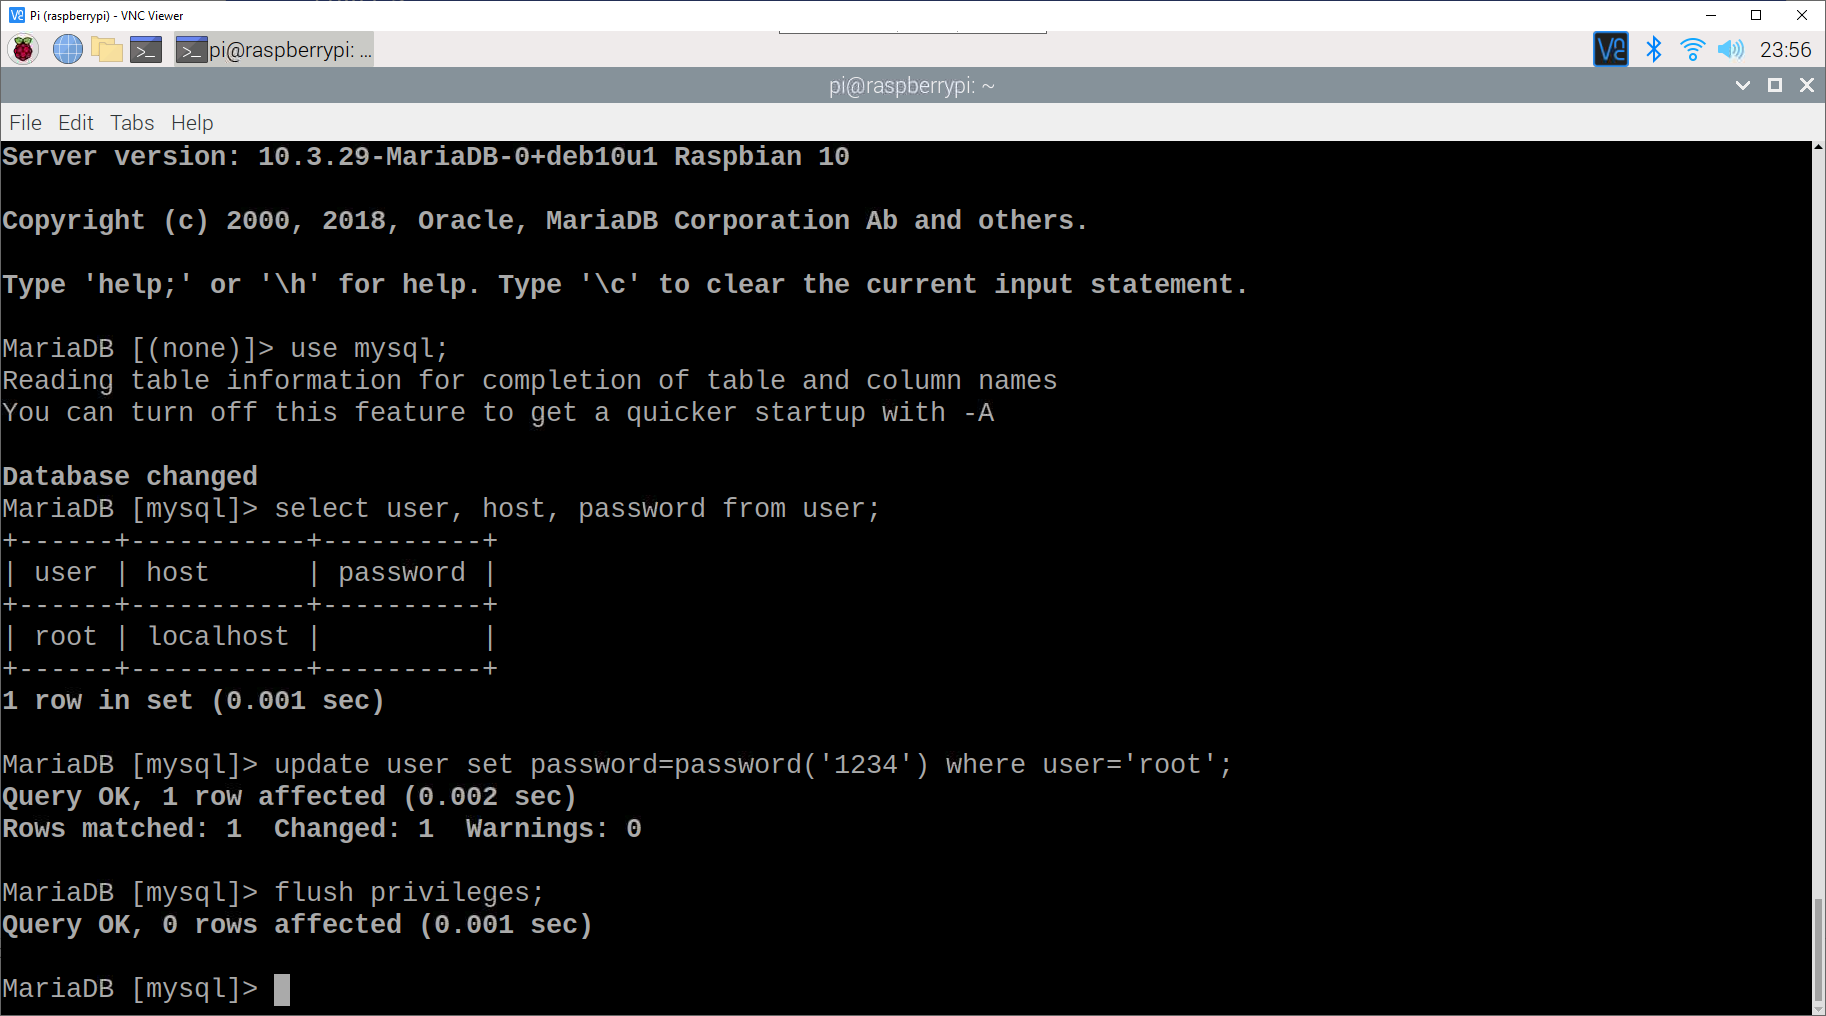 Pi (raspberrypi) - VNC Viewer
pi@raspberrypi: ...
23:56
pi@raspberrypi: ~
File Edit Tabs Help
Server version: 10.3.29-MariaDB-0+deb10u1 Raspbian 10
Copyright (c) 2000, 2018, Oracle, MariaDB Corporation Ab and others.
Type 'help;' or '\h' for help. Type '\c' to clear the current input statement.
MariaDB [(none)]> use mysql;
Reading table information for completion of table and column names
You can turn off this feature to get a quicker startup with -A
Database changed
MariaDB [mysql]> select user, host, password from user;
+------+-----------+----------+
| user | host      | password |
+------+-----------+----------+
| root | localhost |          |
+------+-----------+----------+
1 row in set (0.001 sec)
MariaDB [mysql]> update user set password=password('1234') where user='root';
Query OK, 1 row affected (0.002 sec)
Rows matched: 1  Changed: 1  Warnings: 0
MariaDB [mysql]> flush privileges;
Query OK, 0 rows affected (0.001 sec)
MariaDB [mysql]>